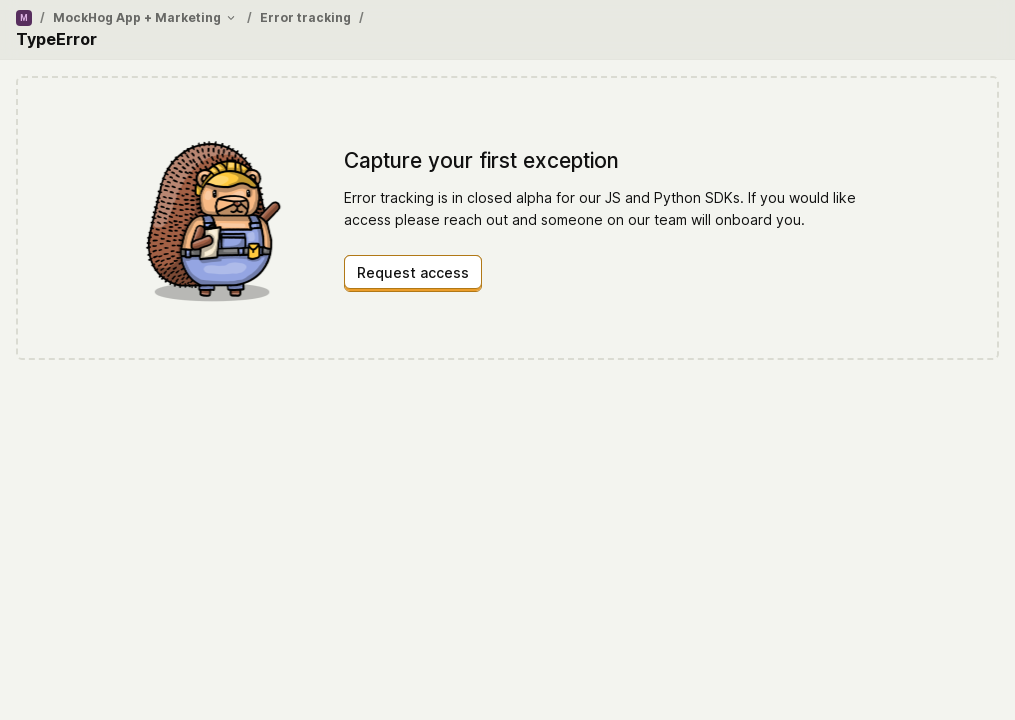 M / MockHog App + Marketing / Error tracking /
TypeError
Capture your first exception
Error tracking is in closed alpha for our JS and Python SDKs. If you would like
access please reach out and someone on our team will onboard you.
Request access